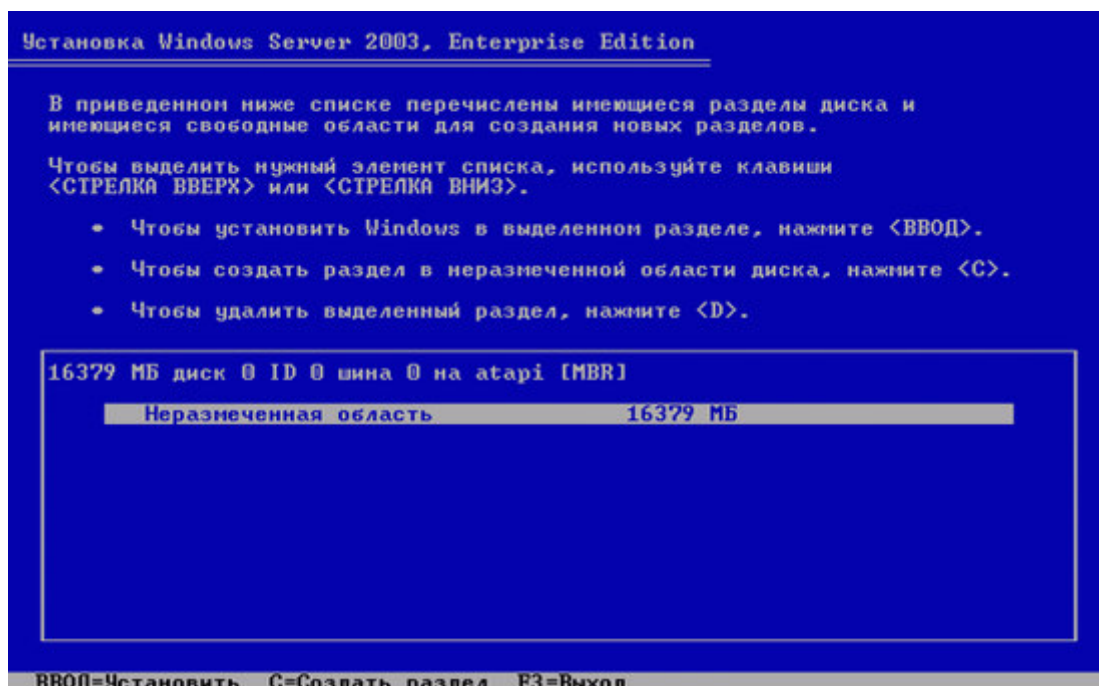 Установка Windows Server 2003, Enterprise Edition
В приведенном ниже списке перечислены имеющиеся разделы диска и
имеющиеся свободные области для создания новых разделов.
Чтобы выделить нужный элемент списка, используйте клавиши
<СТРЕЛКА ВВЕРХ> или <СТРЕЛКА ВНИЗ>.
• Чтобы установить Windows в выделенном разделе, нажмите <ВВОД>.
• Чтобы создать раздел в неразмеченной области диска, нажмите <C>.
• Чтобы удалить выделенный раздел, нажмите <D>.
16379 МБ диск 0 ID 0 шина 0 на atapi [MBR]
Неразмеченная область 16379 МБ
ВВОД=Установить C=Создать раздел F3=Выход